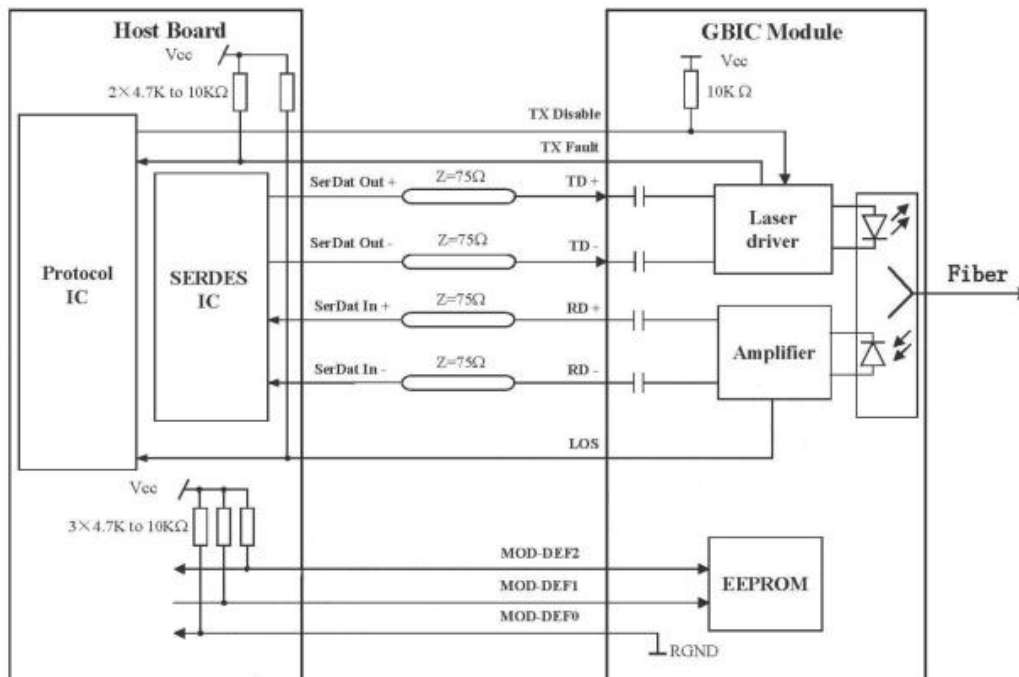 Host Board
GBIC Module
Vcc
Vcc
2×4.7K to 10KΩ
10K Ω
TX Disable
TX Fault
SerDat Out +
Z=75Ω
TD +
Laser
driver
SerDat Out -
Z=75Ω
TD -
Protocol
IC
SERDES
IC
Fiber
SerDat In +
Z=75Ω
RD +
Amplifier
SerDat In -
Z=75Ω
RD -
LOS
Vcc
3×4.7K to 10KΩ
MOD-DEF2
MOD-DEF1
EEPROM
MOD-DEF0
RGND